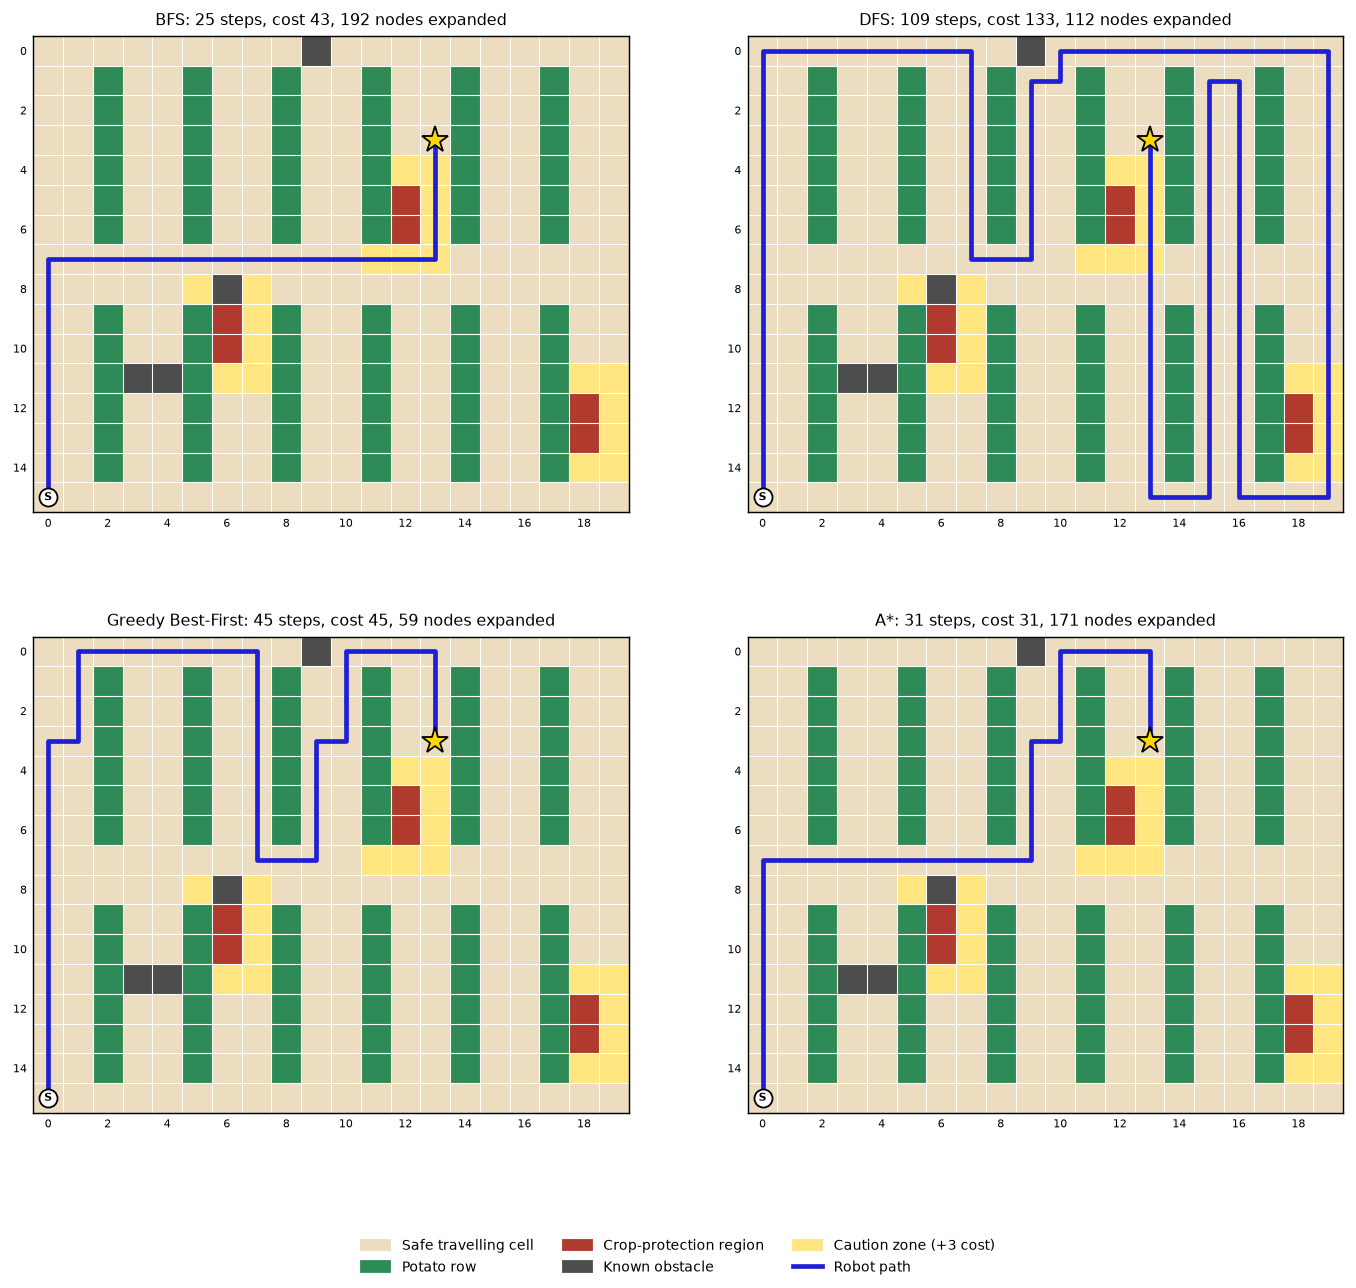 BFS: 25 steps, cost 43, 192 nodes expanded
0
2
4
6
8
10
12
14
S
0 2 4 6 8 10 12 14 16 18
DFS: 109 steps, cost 133, 112 nodes expanded
0
2
4
6
8
10
12
14
S
0 2 4 6 8 10 12 14 16 18
Greedy Best-First: 45 steps, cost 45, 59 nodes expanded
0
2
4
6
8
10
12
14
S
0 2 4 6 8 10 12 14 16 18
A*: 31 steps, cost 31, 171 nodes expanded
0
2
4
6
8
10
12
14
S
0 2 4 6 8 10 12 14 16 18
Safe travelling cell
Potato row
Crop-protection region
Known obstacle
Caution zone (+3 cost)
Robot path